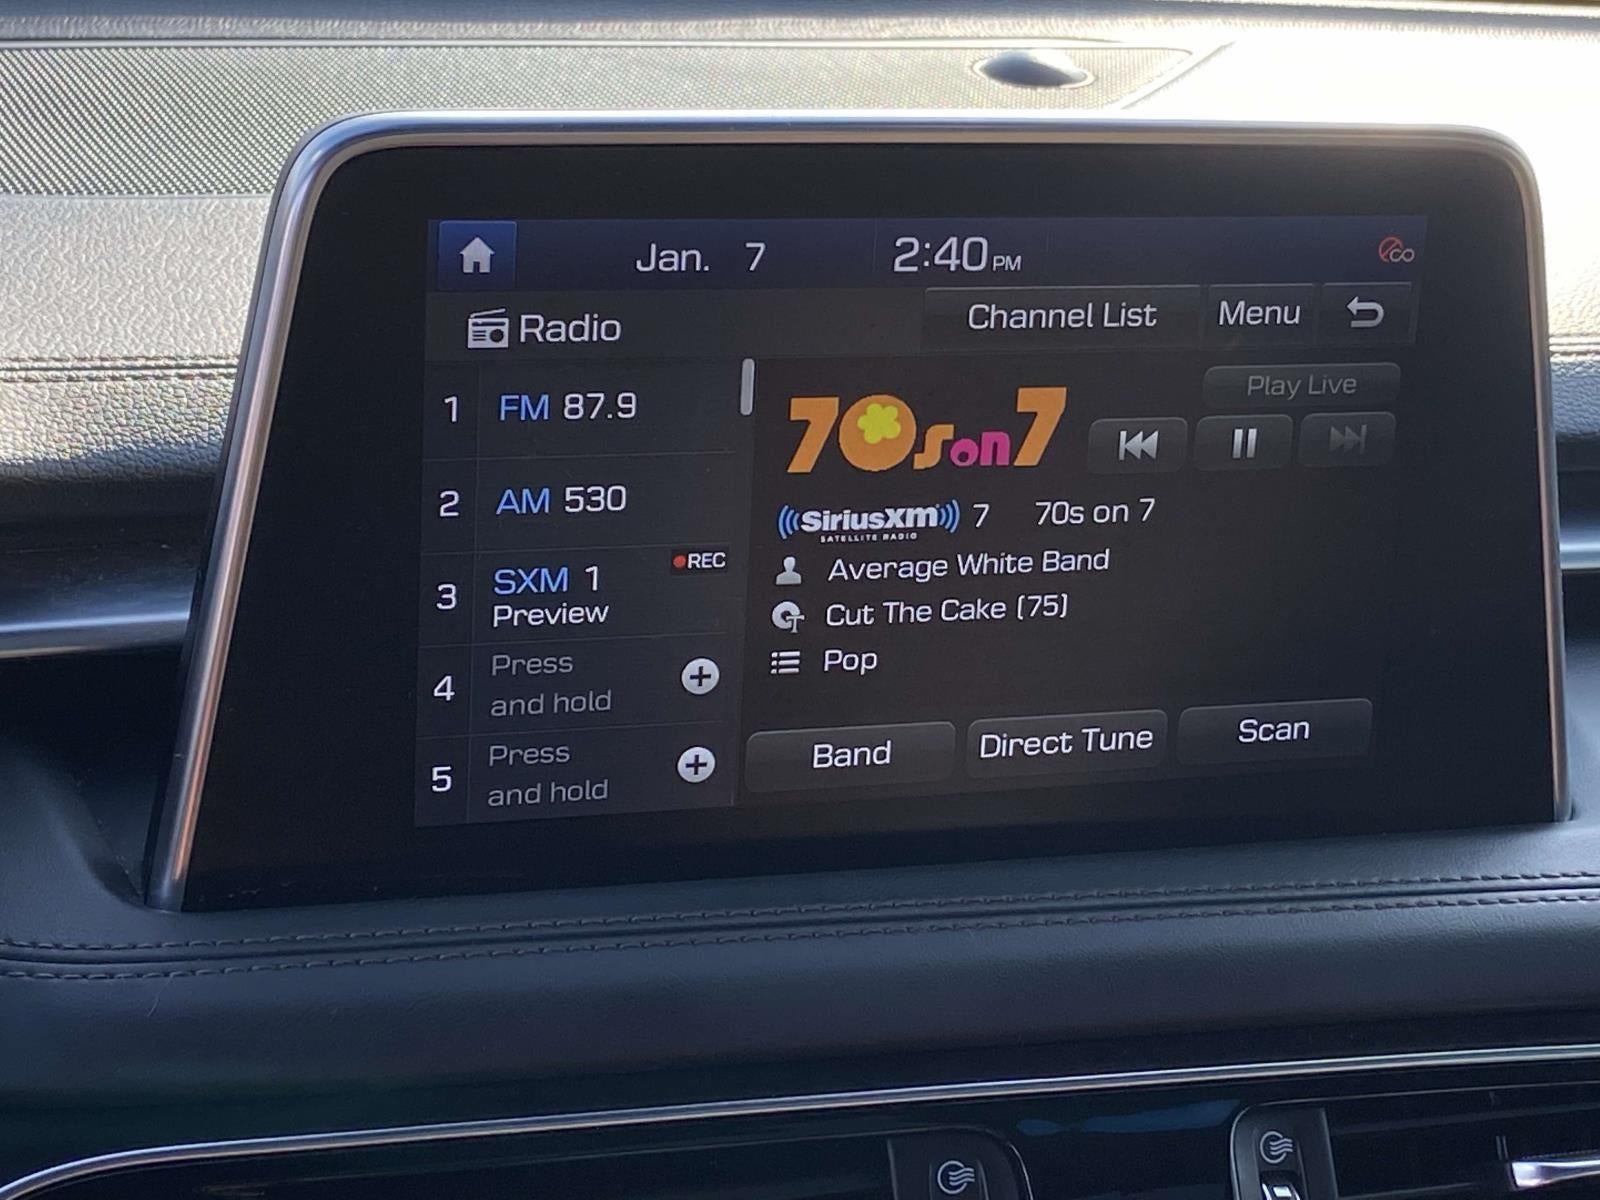 Jan. 7 2:40 PM
Radio Channel List Menu
1 FM 87.9
2 AM 530
3 SXM 1 REC
Preview
4 Press
and hold
5 Press
and hold
Play Live
70s on 7
SiriusXM 7 70s on 7
SATELLITE RADIO
Average White Band
Cut The Cake (75)
Pop
Band Direct Tune Scan